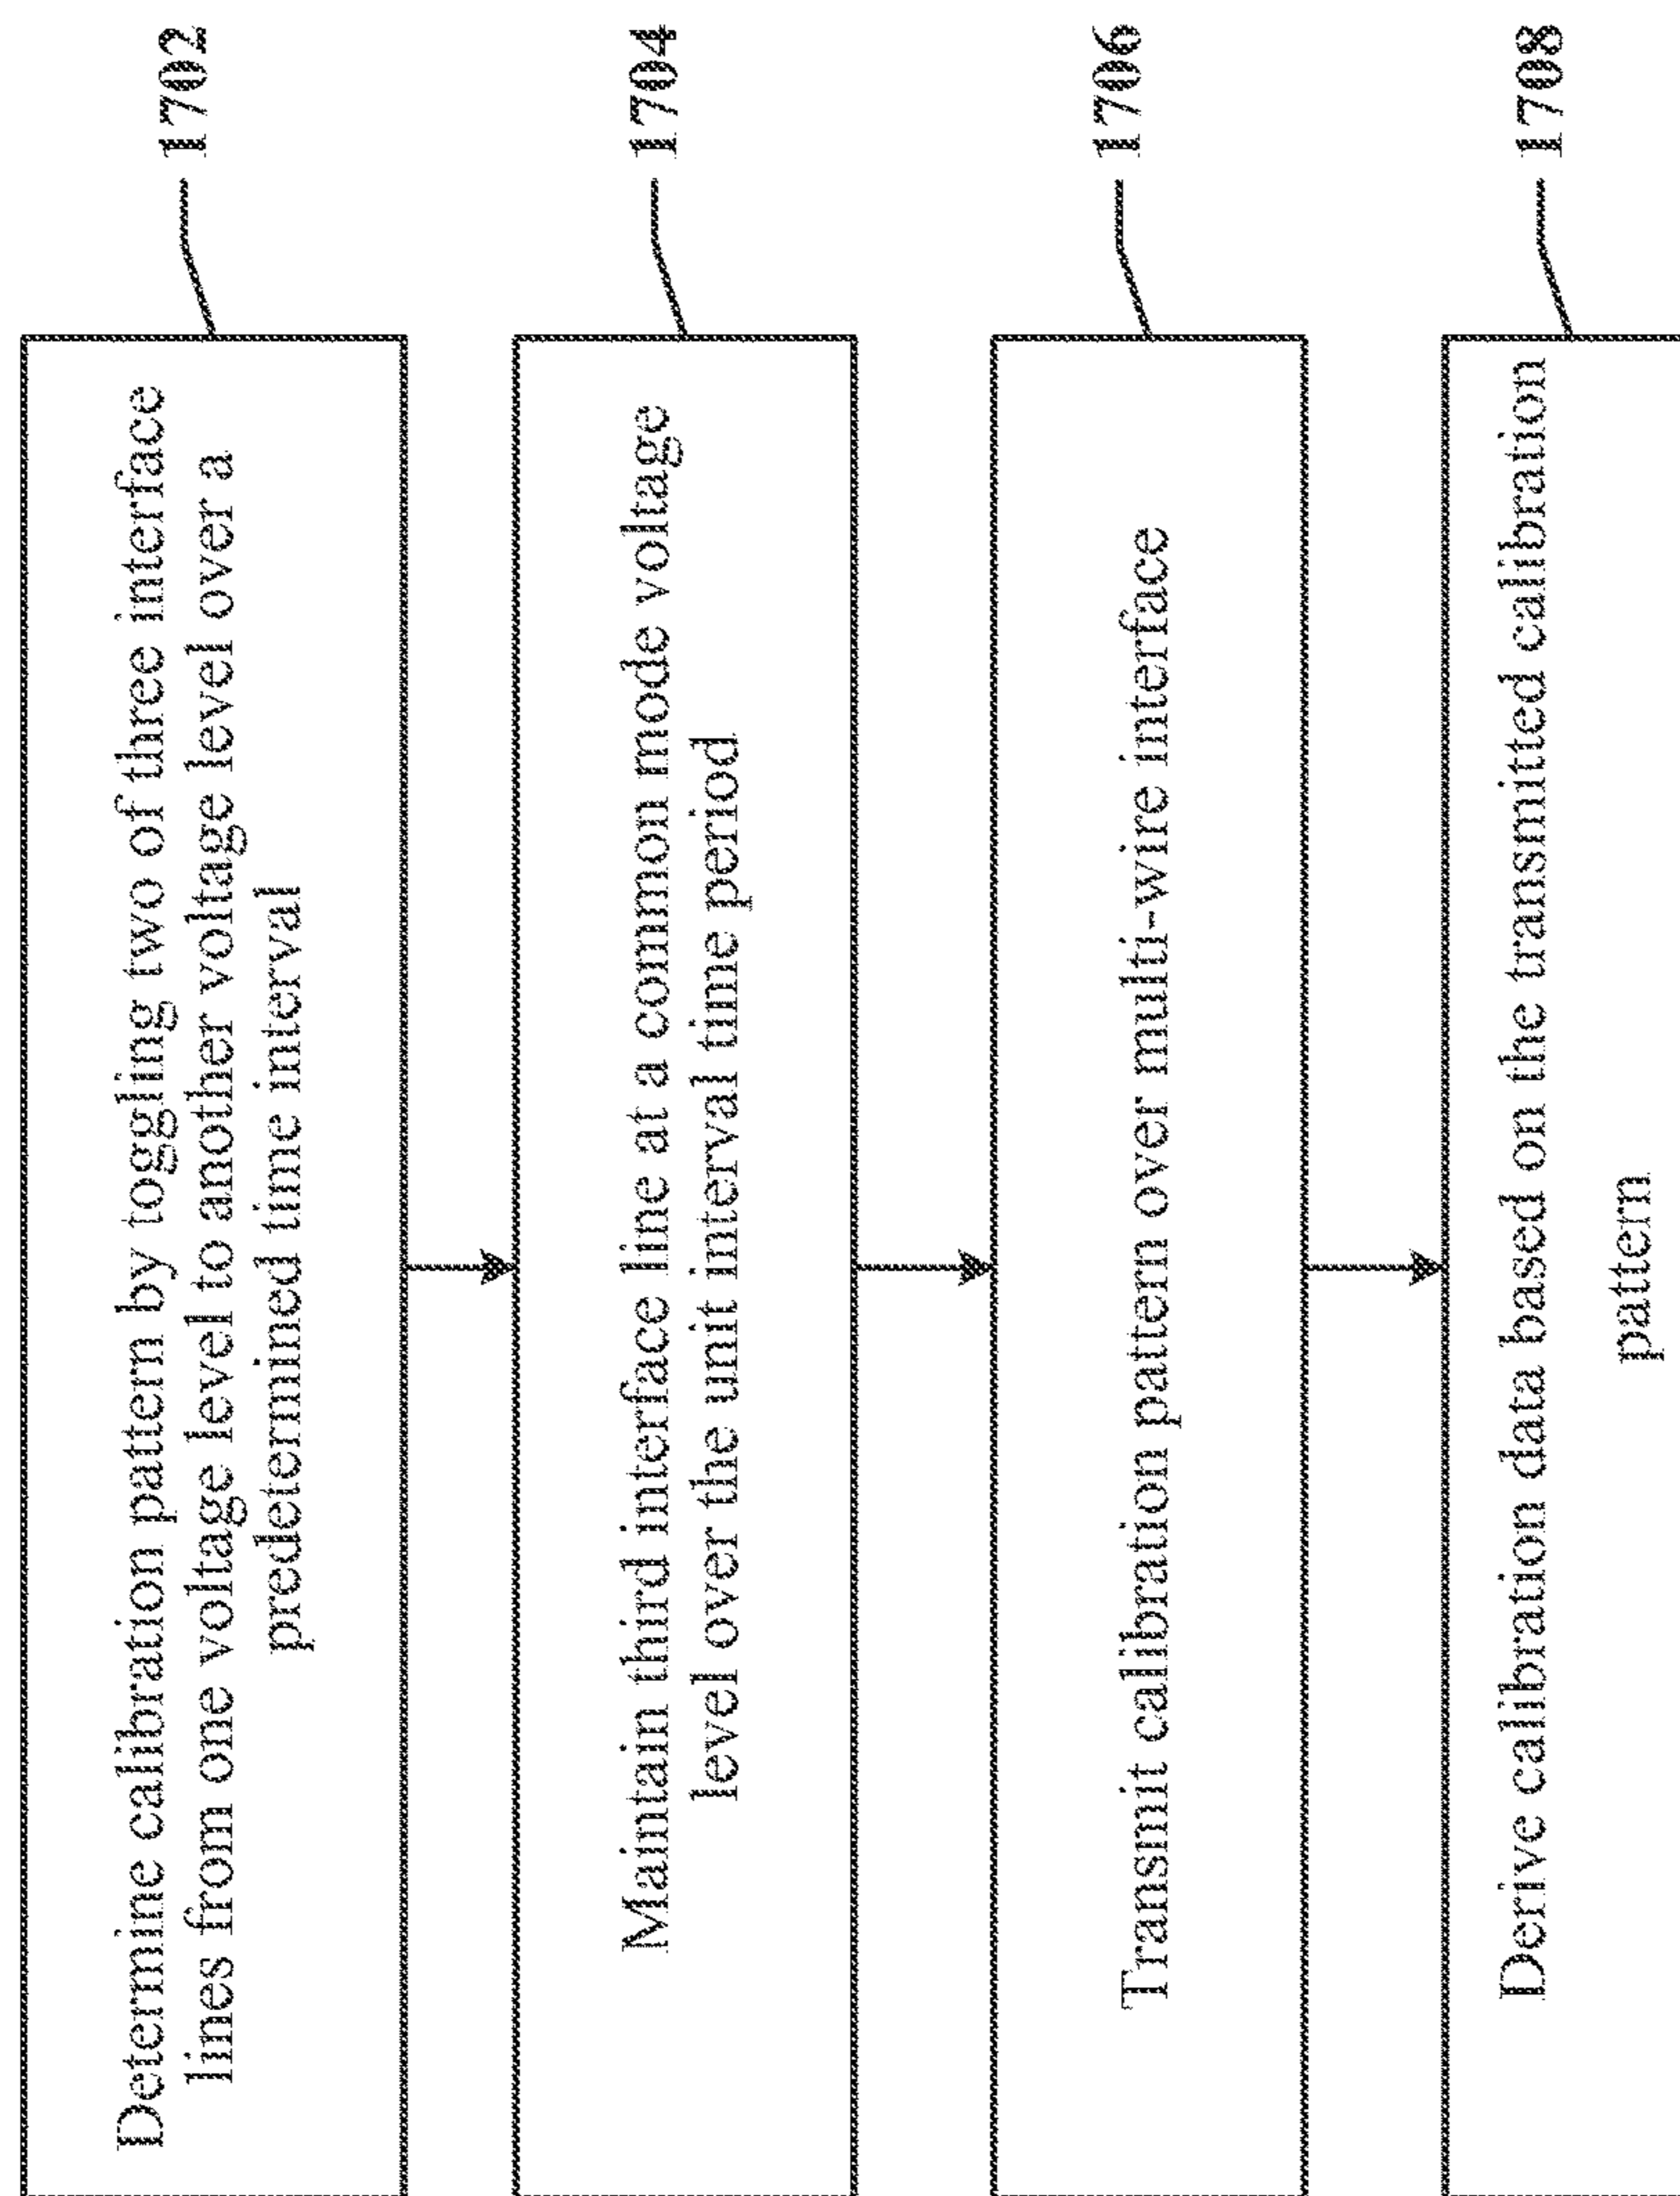 Determine calibration pattern by toggling two of three interface
lines from one voltage level to another voltage level over a
predetermined time interval
1702
Maintain third interface line at a common mode voltage
level over the unit interval time period
1704
Transmit calibration pattern over multi-wire interface
1706
Derive calibration data based on the transmitted calibration
pattern
1708